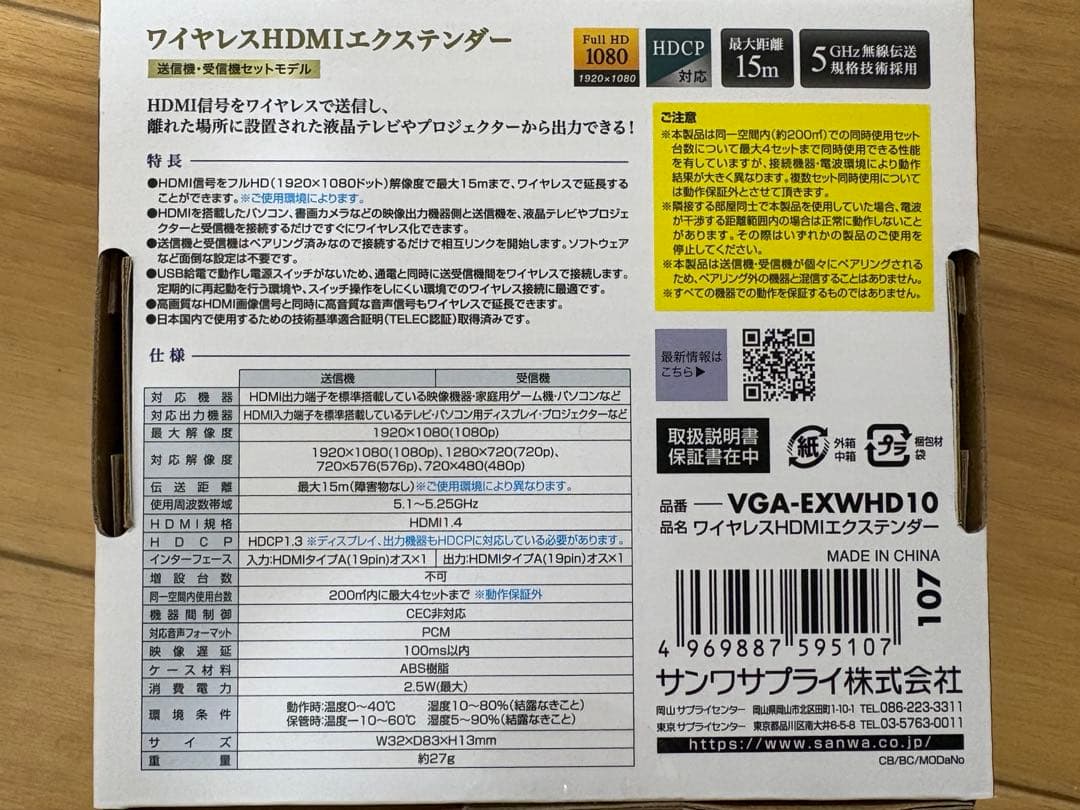 ワイヤレスHDMIエクステンダー
送信機・受信機セットモデル
Full HD
1080
1920×1080
HDCP
対応
最大距離
15m
5GHz無線伝送
規格技術採用
HDMI信号をワイヤレスで送信し、
離れた場所に設置された液晶テレビやプロジェクターから出力できる!
特長
●HDMI信号をフルHD(1920×1080ドット)解像度で最大15mまで、ワイヤレスで延長する
ことができます。※ご使用環境によります。
●HDMIを搭載したパソコン、書画カメラなどの映像出力機器側と送信機を、液晶テレビやプロジェ
クターと受信機を接続するだけですぐにワイヤレス化できます。
●送信機と受信機はペアリング済みなので接続するだけで相互リンクを開始します。ソフトウェア
など面倒な設定は不要です。
●USB給電で動作し電源スイッチがないため、通電と同時に送受信機間をワイヤレスで接続します。
定期的に再起動を行う環境や、スイッチ操作をしにくい環境でのワイヤレス接続に最適です。
●高画質なHDMI画像信号と同時に高音質な音声信号もワイヤレスで延長できます。
●日本国内で使用するための技術基準適合証明(TELEC認証)取得済みです。
仕様
送信機 受信機
対応機器 HDMI出力端子を標準搭載している映像機器・家庭用ゲーム機・パソコンなど
対応出力機器 HDMI入力端子を標準搭載しているテレビ・パソコン用ディスプレイ・プロジェクターなど
最大解像度 1920×1080(1080p)
対応解像度 1920×1080(1080p)、1280×720(720p)、
720×576(576p)、720×480(480p)
伝送距離 最大15m(障害物なし)※ご使用環境により異なります。
使用周波数帯域 5.1～5.25GHz
HDMI規格 HDMI1.4
HDCP HDCP1.3 ※ディスプレイ、出力機器もHDCPに対応している必要があります。
インターフェース 入力:HDMIタイプA(19pin)オス×1 出力:HDMIタイプA(19pin)オス×1
増設台数 不可
同一空間内使用台数 200㎡内に最大4セットまで ※動作保証外
機器間制御 CEC非対応
対応音声フォーマット PCM
映像遅延 100ms以内
ケース材料 ABS樹脂
消費電力 2.5W(最大)
環境条件 動作時:温度0～40℃ 湿度10～80%(結露なきこと)
保管時:温度ー10～60℃ 湿度5～90%(結露なきこと)
サイズ W32×D83×H13mm
重量 約27g
ご注意
※本製品は同一空間内(約200㎡)での同時使用セット
台数について最大4セットまで同時使用できる性能
を有していますが、接続機器・電波環境により動作
結果が大きく異なります。複数セット同時使用について
は動作保証外とさせて頂きます。
※隣接する部屋同士で本製品を使用していた場合、電波
が干渉する距離範囲内の場合は正常に動作しないこと
があります。その際はいずれかの製品のご使用を
停止してください。
※本製品は送信機・受信機が個々にペアリングされる
ため、ペアリング外の機器と混信することはありません。
※すべての機器での動作を保証するものではありません。
最新情報は
こちら▶
取扱説明書
保証書在中
紙
外箱
中箱
プラ
梱包材
袋
品番 ― VGA-EXWHD10
品名 ワイヤレスHDMIエクステンダー
MADE IN CHINA
107
4 969887 595107
サンワサプライ株式会社
岡山 サプライセンター 岡山県岡山市北区田町1-10-1 TEL.086-223-3311
東京 サプライセンター 東京都品川区南大井6-5-8 TEL.03-5763-0011
https://www.sanwa.co.jp/
CB/BC/MODaNo